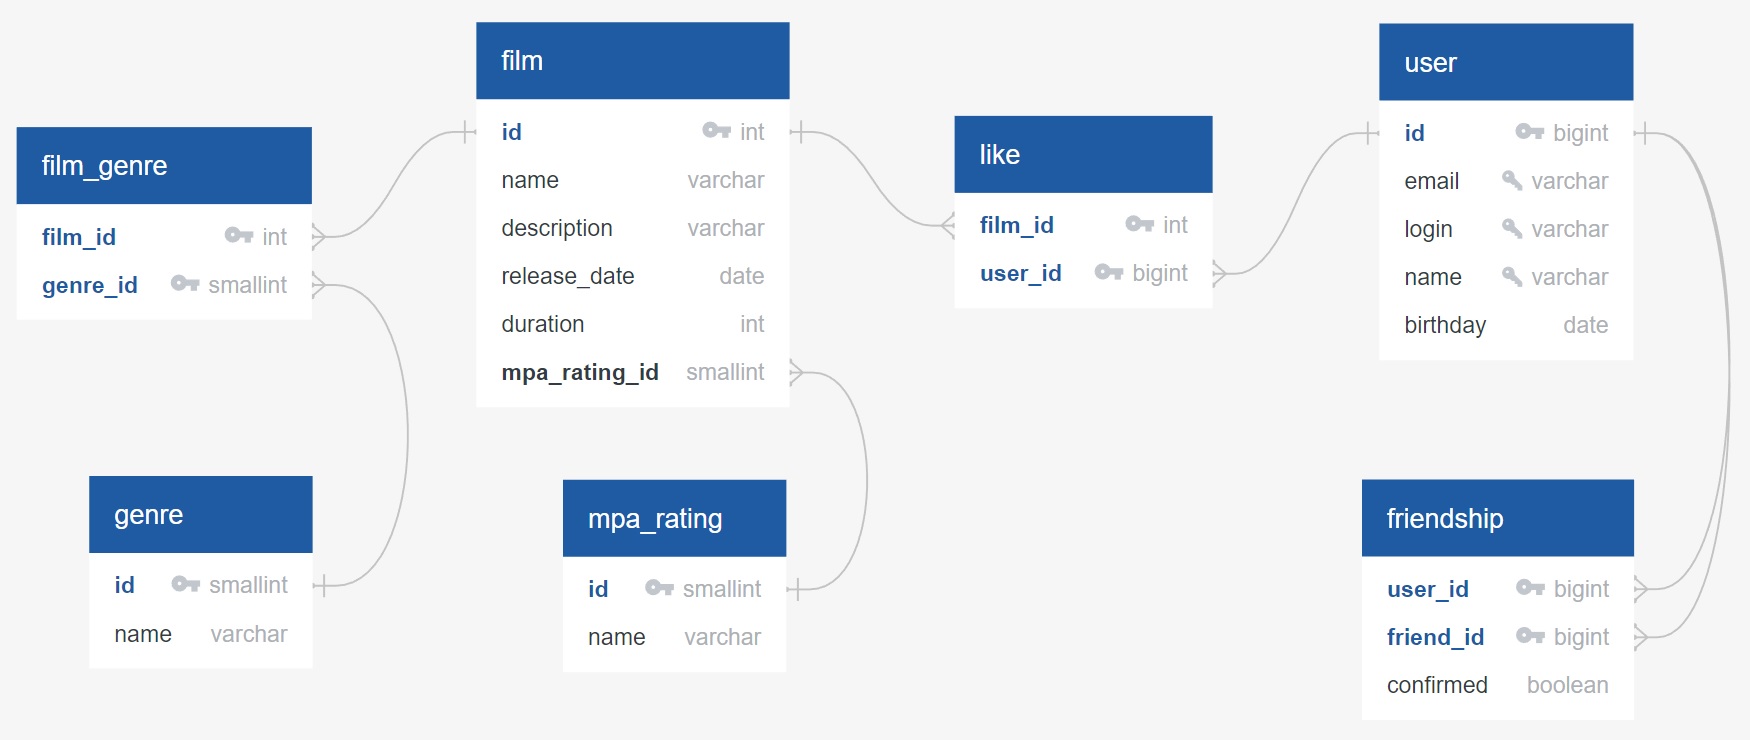 film_genre
film_id int
genre_id smallint
film
id int
name varchar
description varchar
release_date date
duration int
mpa_rating_id smallint
like
film_id int
user_id bigint
user
id bigint
email varchar
login varchar
name varchar
birthday date
genre
id smallint
name varchar
mpa_rating
id smallint
name varchar
friendship
user_id bigint
friend_id bigint
confirmed boolean